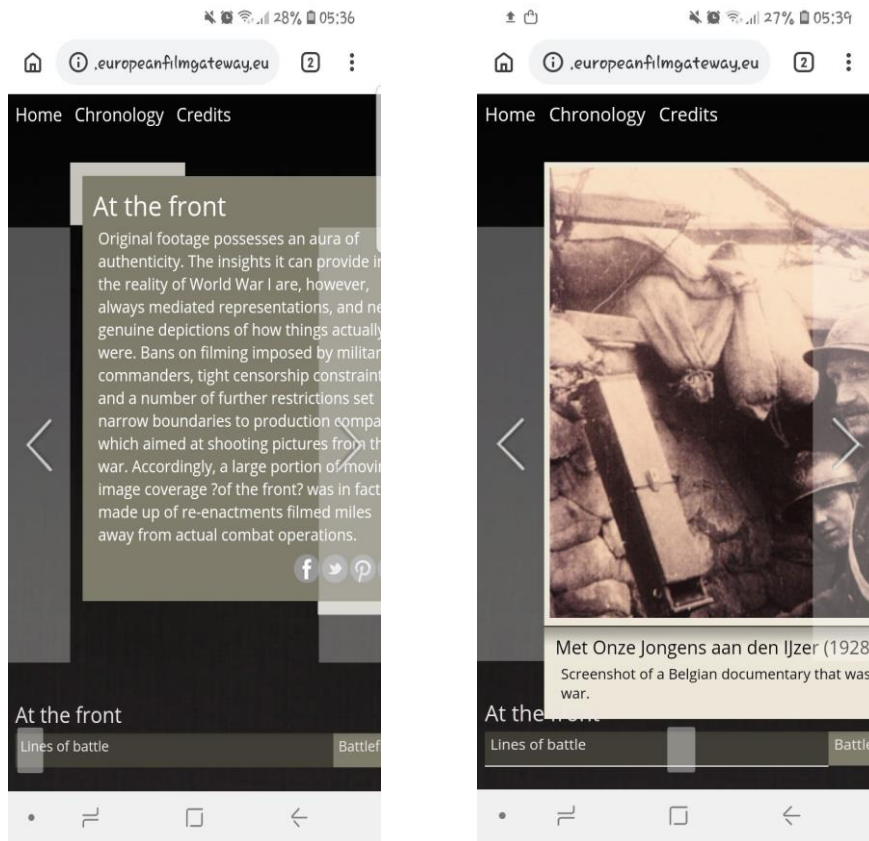 28% 05:36
.europeanfilmgateway.eu 2
Home Chronology Credits
At the front
Original footage possesses an aura of
authenticity. The insights it can provide in
the reality of World War I are, however,
always mediated representations, and ne
genuine depictions of how things actually
were. Bans on filming imposed by militar
commanders, tight censorship constraint
and a number of further restrictions set
narrow boundaries to production compa
which aimed at shooting pictures from th
war. Accordingly, a large portion of movin
image coverage ?of the front? was in fact
made up of re-enactments filmed miles
away from actual combat operations.
At the front
Lines of battle Battlef
27% 05:39
.europeanfilmgateway.eu 2
Home Chronology Credits
Met Onze Jongens aan den IJzer (1928
Screenshot of a Belgian documentary that was
war.
At the front
Lines of battle Battle